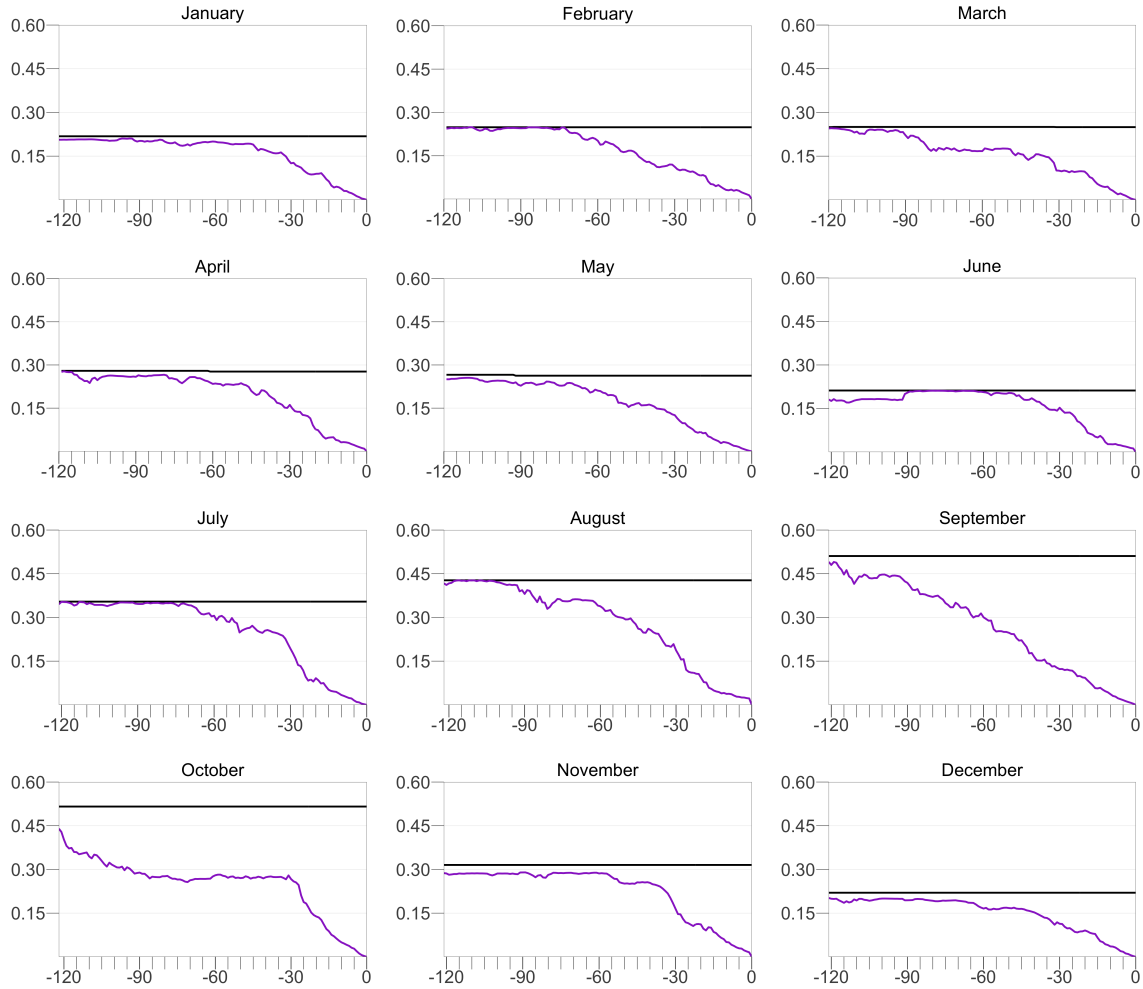 January February March
0.60 0.60 0.60
0.45 0.45 0.45
0.30 0.30 0.30
0.15 0.15 0.15
-120 -90 -60 -30 0 -120 -90 -60 -30 0 -120 -90 -60 -30 0
April May June
0.60 0.60 0.60
0.45 0.45 0.45
0.30 0.30 0.30
0.15 0.15 0.15
-120 -90 -60 -30 0 -120 -90 -60 -30 0 -120 -90 -60 -30 0
July August September
0.60 0.60 0.60
0.45 0.45 0.45
0.30 0.30 0.30
0.15 0.15 0.15
-120 -90 -60 -30 0 -120 -90 -60 -30 0 -120 -90 -60 -30 0
October November December
0.60 0.60 0.60
0.45 0.45 0.45
0.30 0.30 0.30
0.15 0.15 0.15
-120 -90 -60 -30 0 -120 -90 -60 -30 0 -120 -90 -60 -30 0